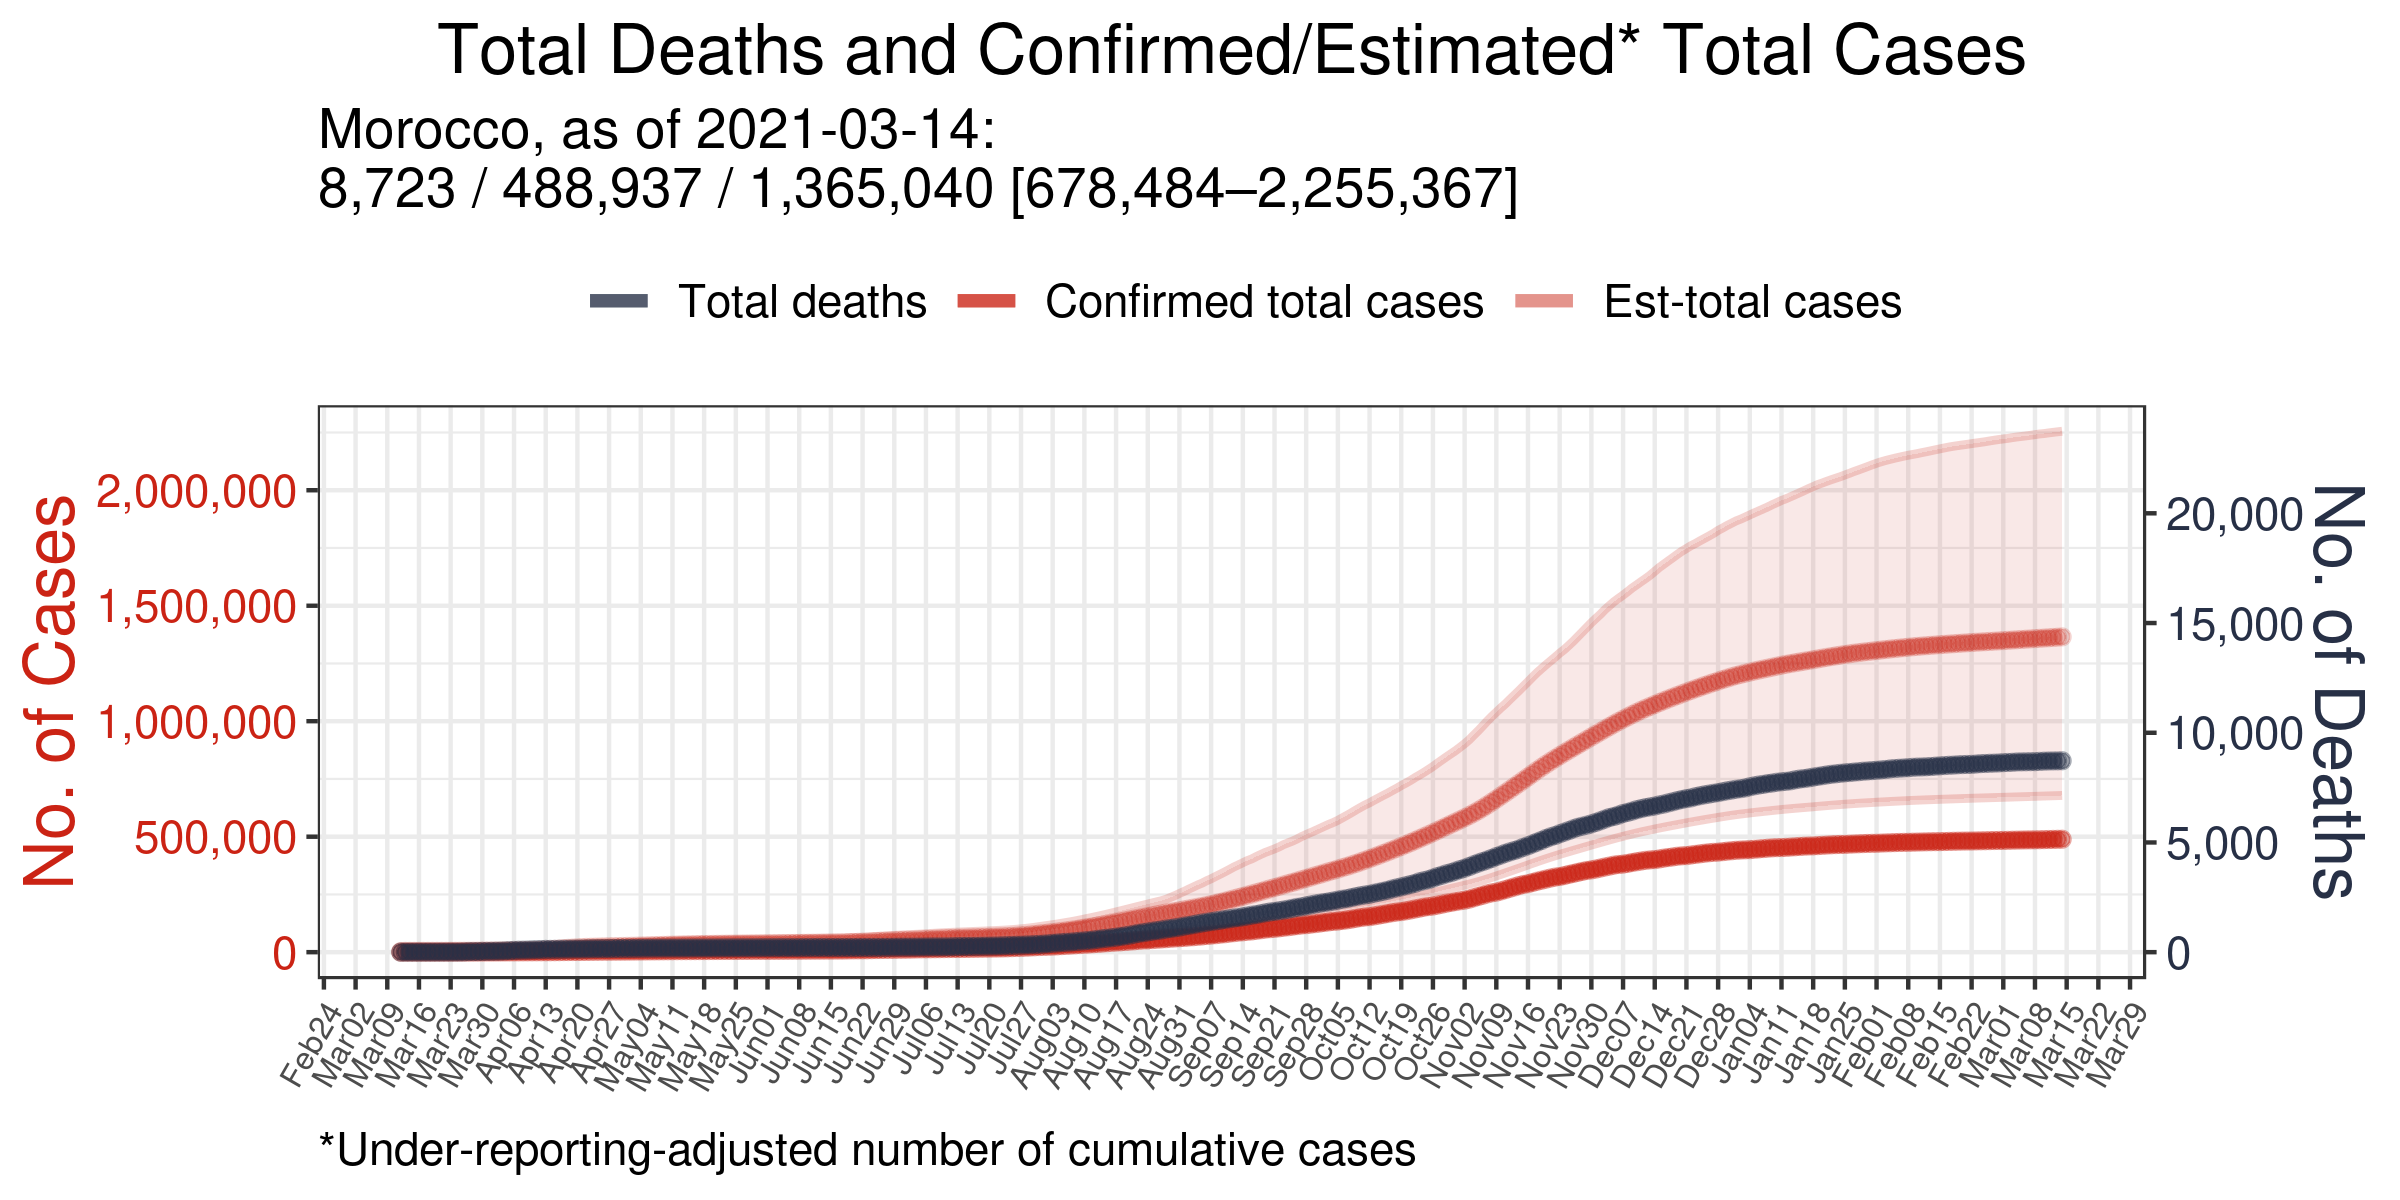 Total Deaths and Confirmed/Estimated* Total Cases
Morocco, as of 2021-03-14:
8,723 / 488,937 / 1,365,040 [678,484–2,255,367]
Total deaths
Confirmed total cases
Est-total cases
No. of Cases
2,000,000
1,500,000
1,000,000
500,000
0
No. of Deaths
20,000
15,000
10,000
5,000
0
Feb24
Mar02
Mar09
Mar16
Mar23
Mar30
Apr06
Apr13
Apr20
Apr27
May04
May11
May18
May25
Jun01
Jun08
Jun15
Jun22
Jun29
Jul06
Jul13
Jul20
Jul27
Aug03
Aug10
Aug17
Aug24
Aug31
Sep07
Sep14
Sep21
Sep28
Oct05
Oct12
Oct19
Oct26
Nov02
Nov09
Nov16
Nov23
Nov30
Dec07
Dec14
Dec21
Dec28
Jan04
Jan11
Jan18
Jan25
Feb01
Feb08
Feb15
Feb22
Mar01
Mar08
Mar15
Mar22
Mar29
*Under-reporting-adjusted number of cumulative cases